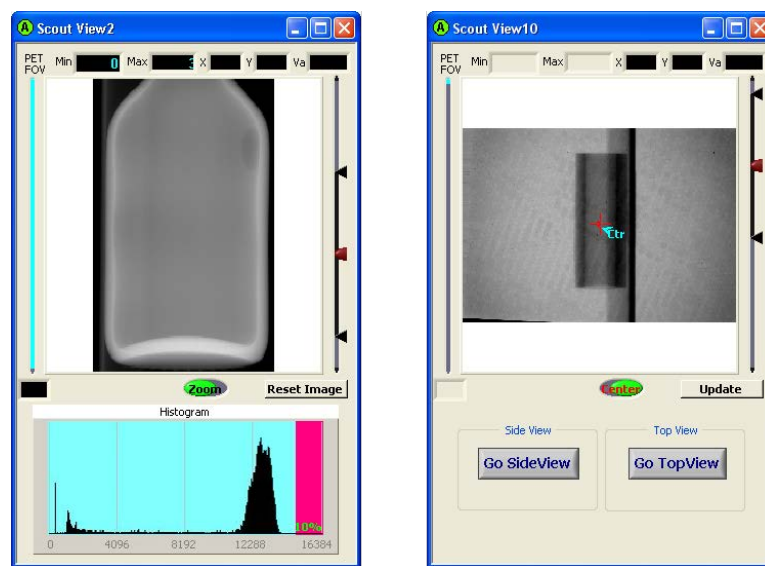 A Scout View2
PET FOV Min 0 Max 3 X Y Va
Zoom Reset Image
Histogram
10%
0 4096 8192 12288 16384
A Scout View10
PET FOV Min Max X Y Va
Ctr
Center Update
Side View Top View
Go SideView Go TopView